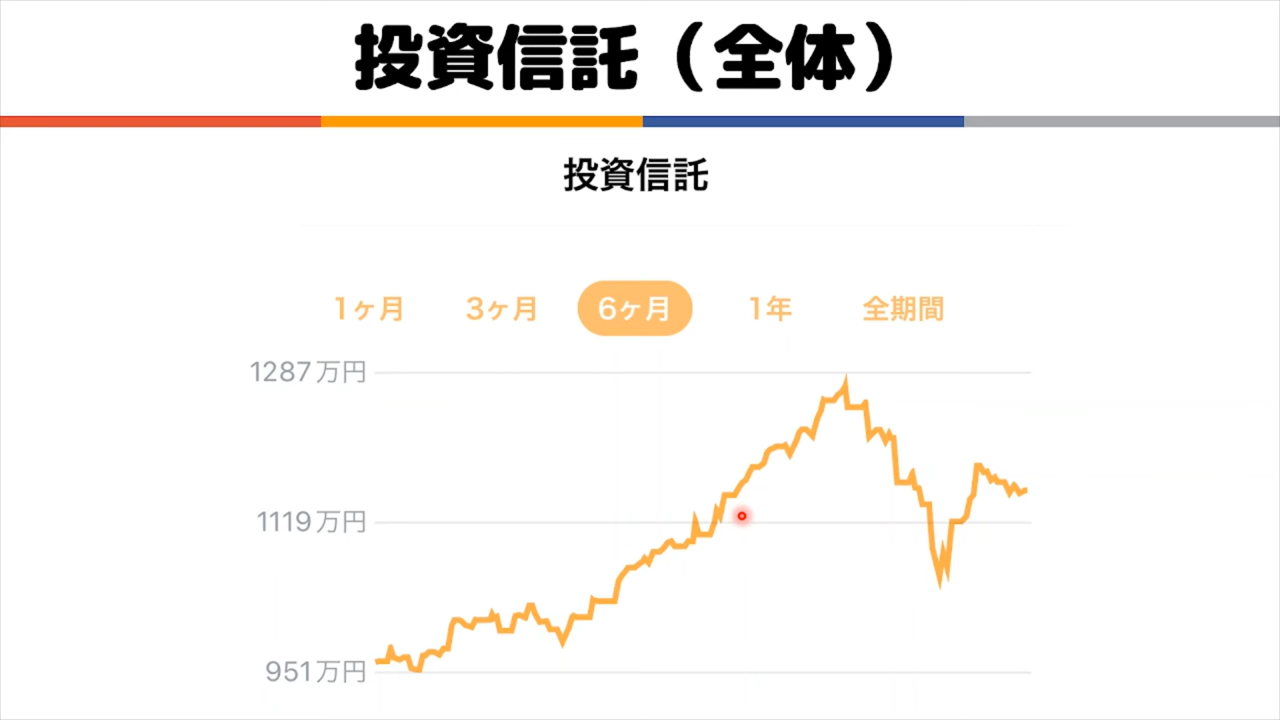 投資信託（全体）
投資信託
1ヶ月 3ヶ月 6ヶ月 1年 全期間
1287万円
1119万円
951万円